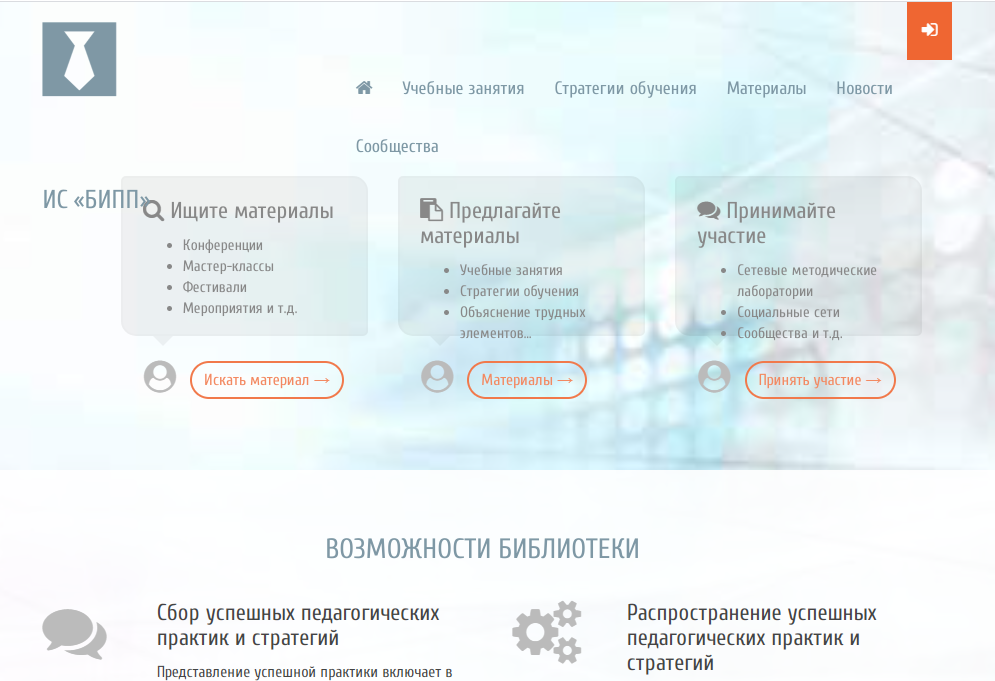 Учебные занятия
Стратегии обучения
Материалы
Новости
Сообщества
ИС «БИПП»
Ищите материалы
Конференции
Мастер-классы
Фестивали
Мероприятия и т.д.
Искать материал →
Предлагайте
материалы
Учебные занятия
Стратегии обучения
Объяснение трудных
элементов...
Материалы →
Принимайте
участие
Сетевые методические
лаборатории
Социальные сети
Сообщества и т.д.
Принять участие →
ВОЗМОЖНОСТИ БИБЛИОТЕКИ
Сбор успешных педагогических
практик и стратегий
Представление успешной практики включает в
Распространение успешных
педагогических практик и
стратегий